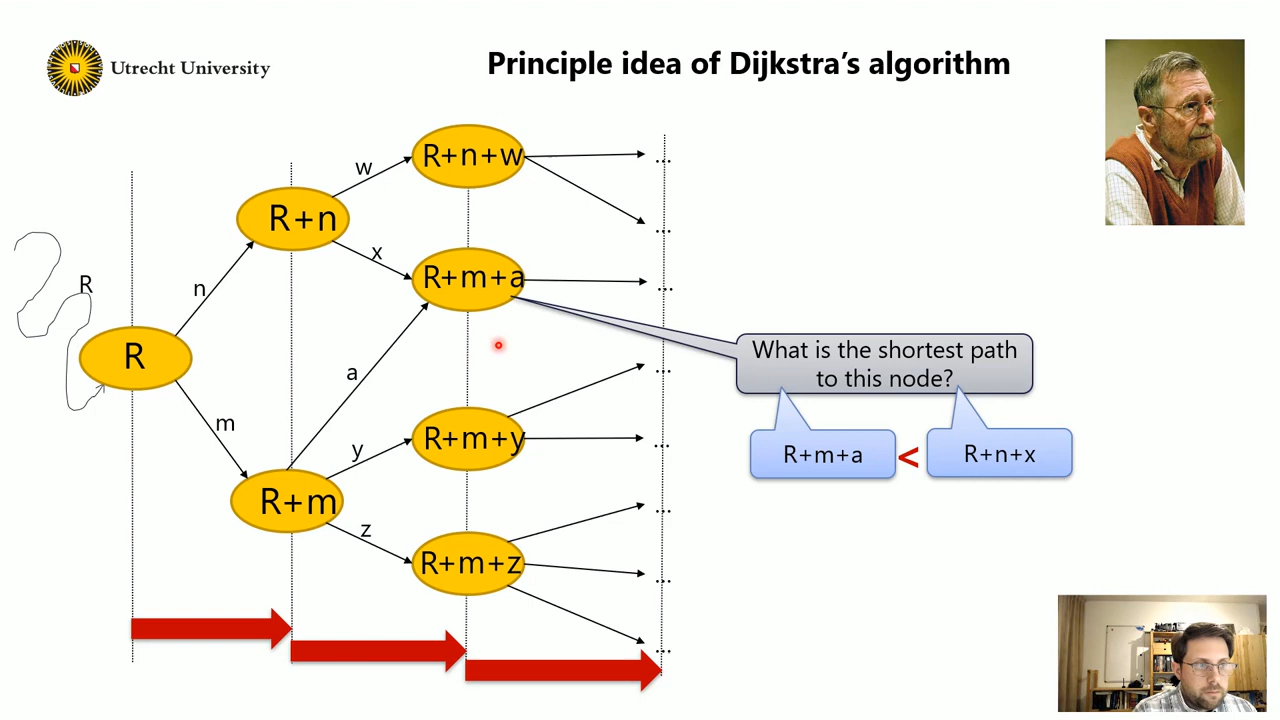 Utrecht University
Principle idea of Dijkstra's algorithm
w
R+n+w
...
R+n
...
x
R
n
R+m+a
...
R
What is the shortest path
to this node?
a
...
m
y
R+m+y
...
R+m+a < R+n+x
R+m
z
...
R+m+z
...
...